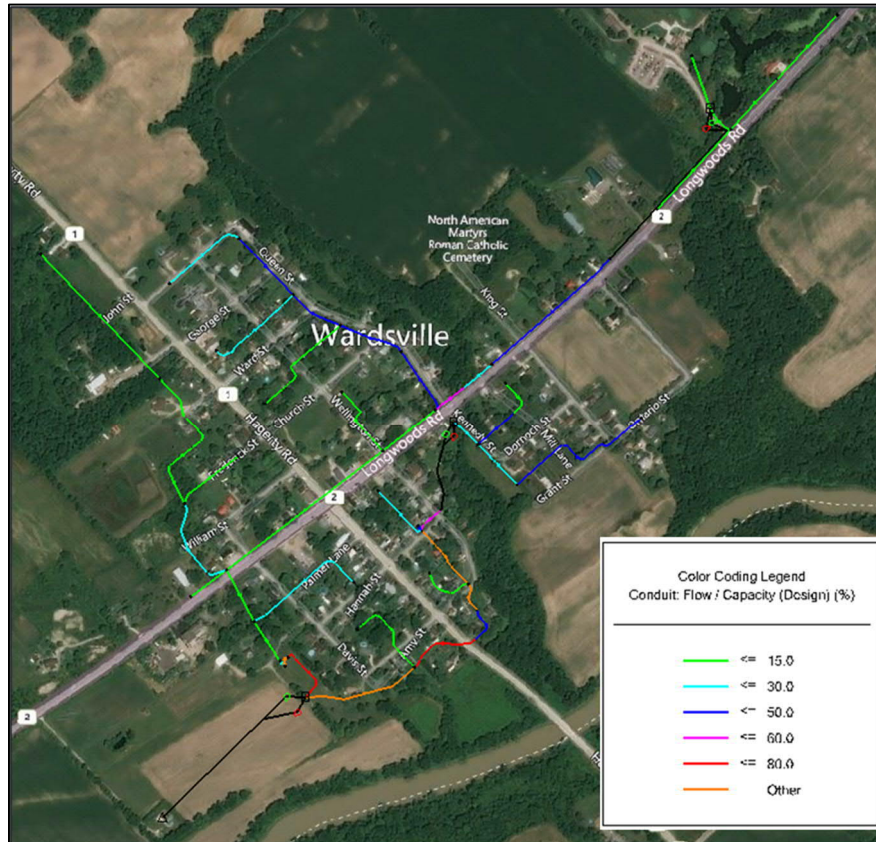 Longwoods Rd
2
North American
Martyrs
Roman Catholic
Cemetery
King St
1
Queen St
John St
George St
Ward St
Wardsville
1
Church St
Wellington St
Hagerty Rd
Longwoods Rd
Kennedy St
Dornoch St
Mill Lane
Ontario St
Grant St
Frederick St
2
William St
Palmer Lane
Hannah St
Amy St
Davis St
2
Color Coding Legend
Conduit: Flow / Capacity (Design) (%)
<= 15.0
<= 30.0
<= 50.0
<= 60.0
<= 80.0
Other